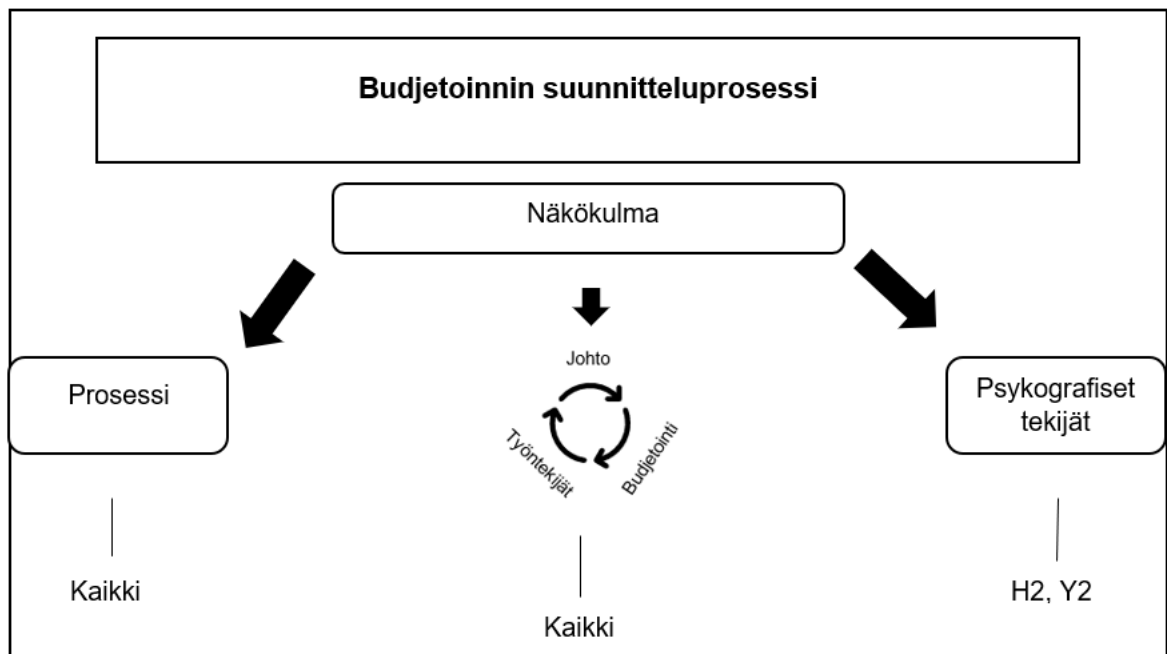 Budjetoinnin suunnitteluprosessi
Näkökulma
Prosessi
Johto
Työntekijät
Budjetointi
Psykografiset
tekijät
Kaikki
Kaikki
H2, Y2